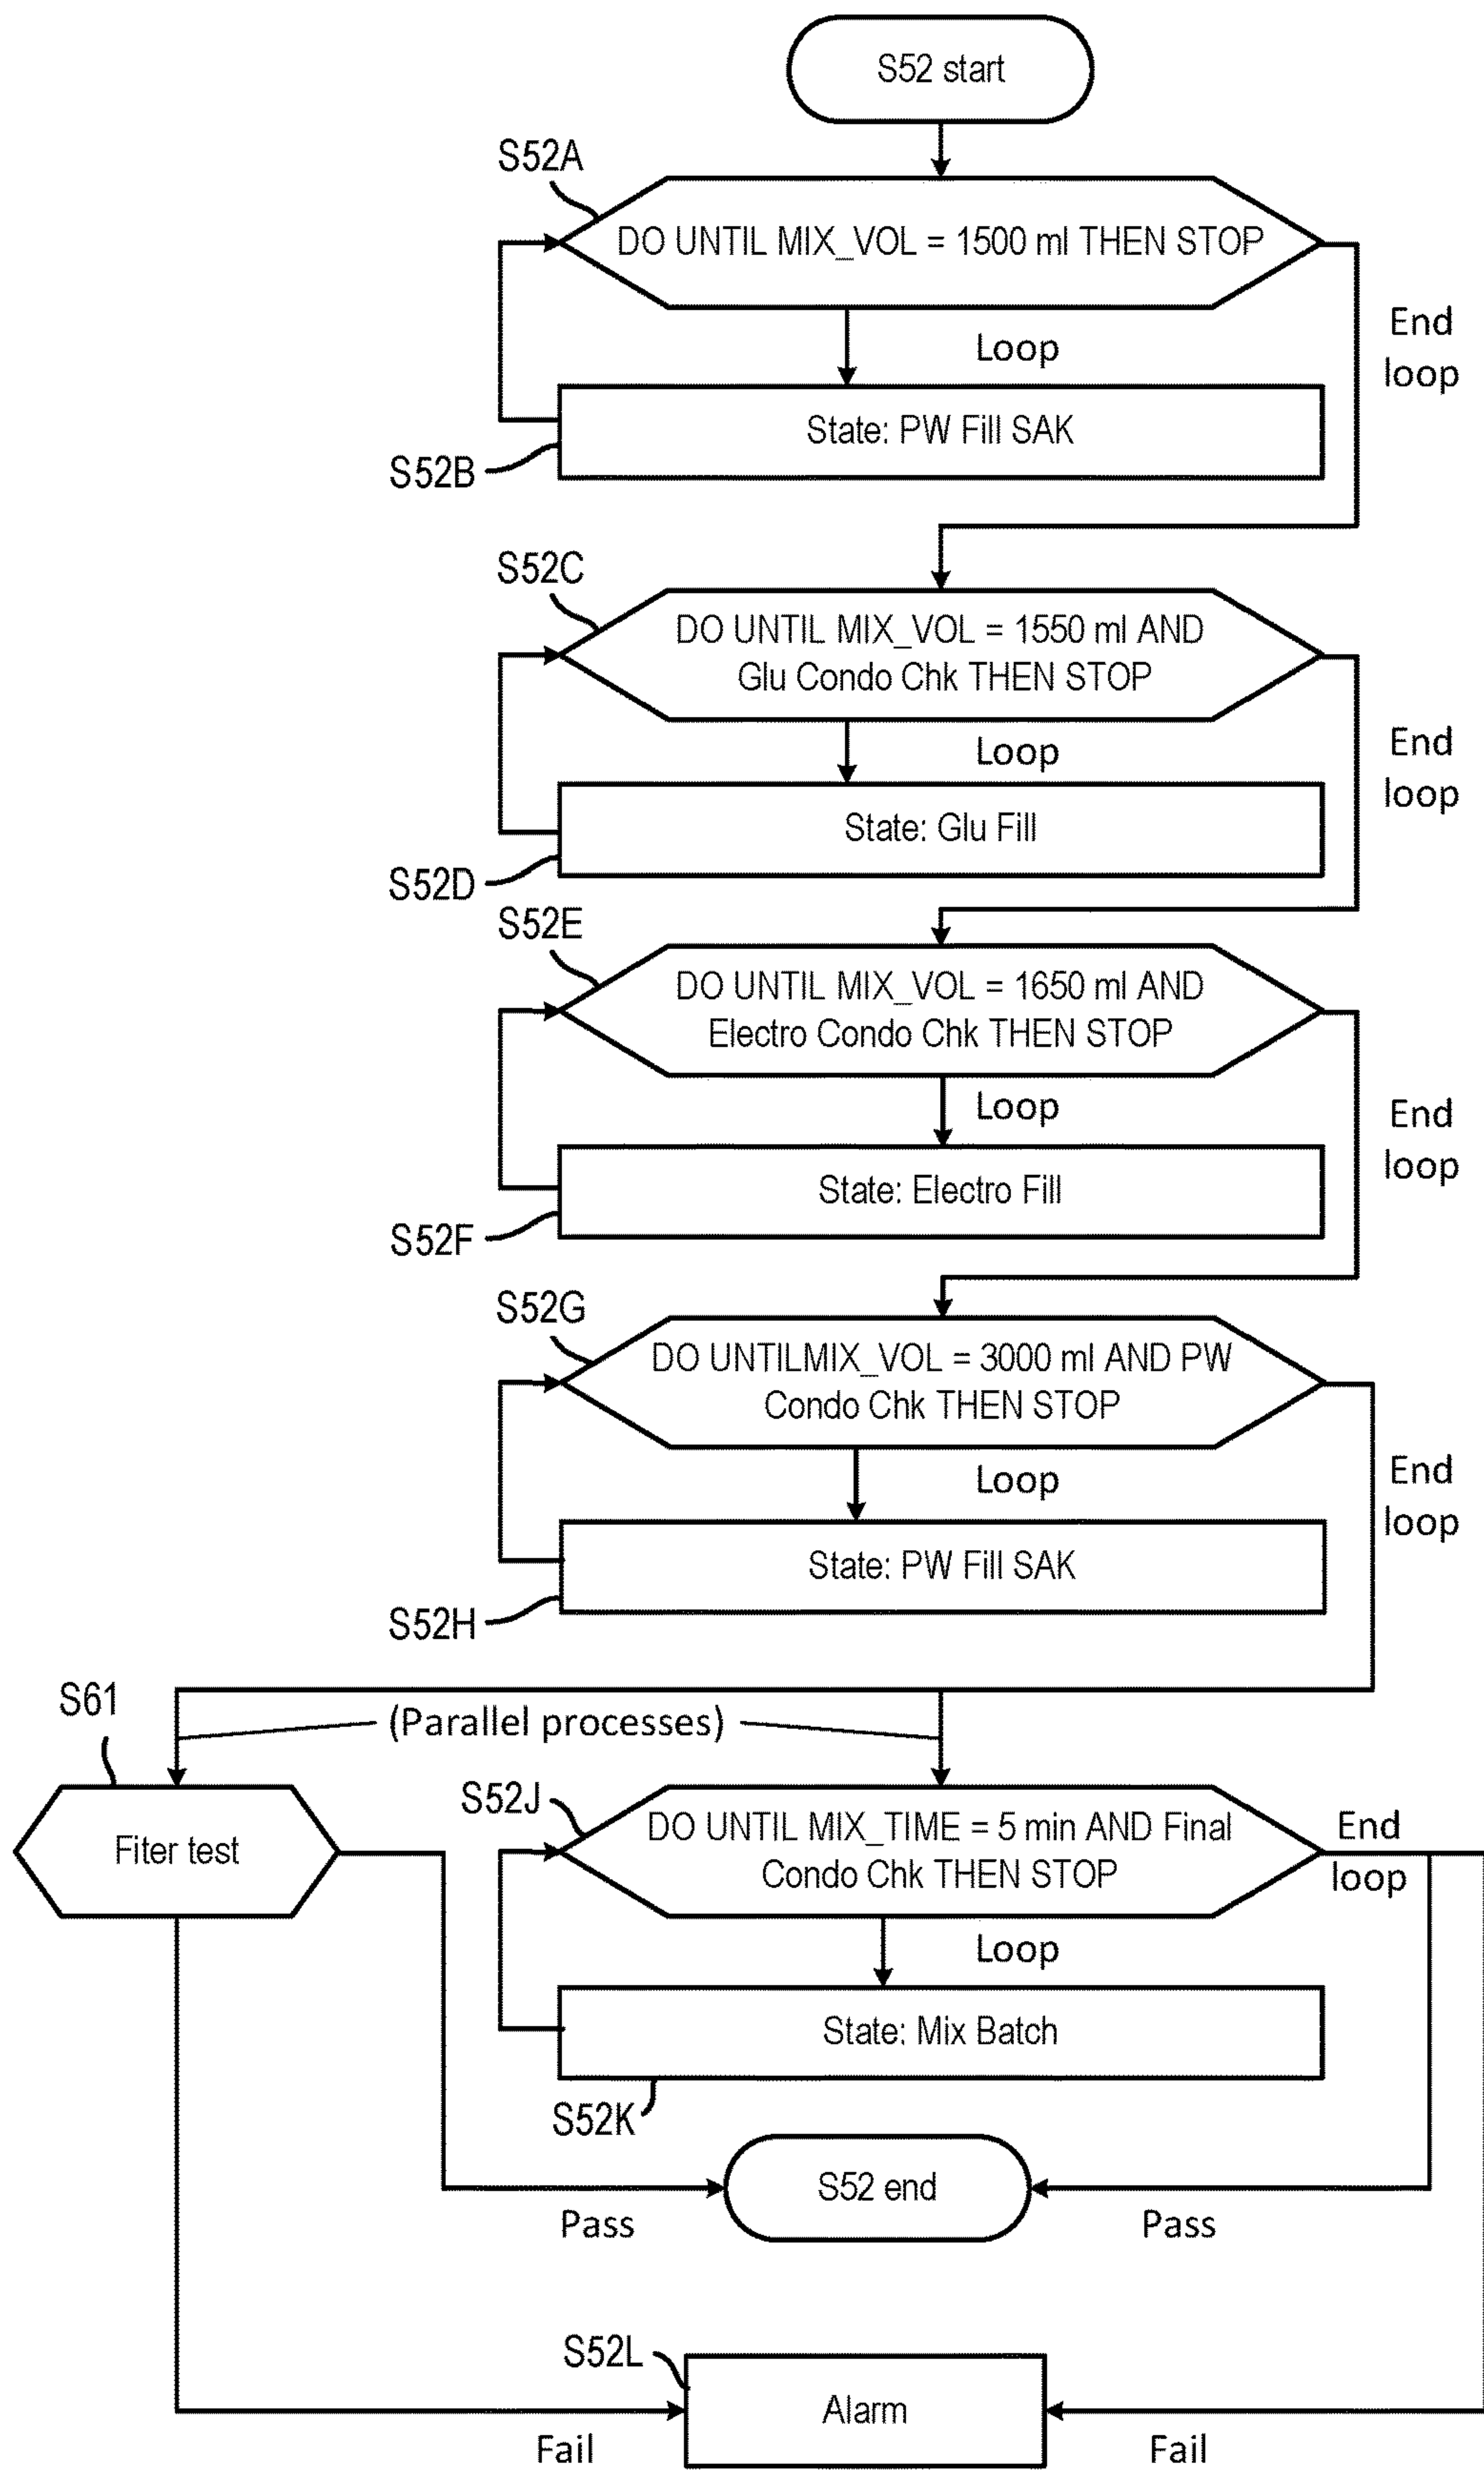 S52 start
S52A
DO UNTIL MIX_VOL = 1500 ml THEN STOP
End
loop
Loop
State: PW Fill SAK
S52B
S52C
DO UNTIL MIX_VOL = 1550 ml AND
Glu Condo Chk THEN STOP
End
loop
Loop
State: Glu Fill
S52D
S52E
DO UNTIL MIX_VOL = 1650 ml AND
Electro Condo Chk THEN STOP
End
loop
Loop
State: Electro Fill
S52F
S52G
DO UNTILMIX_VOL = 3000 ml AND PW
Condo Chk THEN STOP
End
loop
Loop
State: PW Fill SAK
S52H
S61
(Parallel processes)
Fiter test
S52J
DO UNTIL MIX_TIME = 5 min AND Final
Condo Chk THEN STOP
End
loop
Loop
State: Mix Batch
S52K
S52 end
Pass
Pass
S52L
Alarm
Fail
Fail